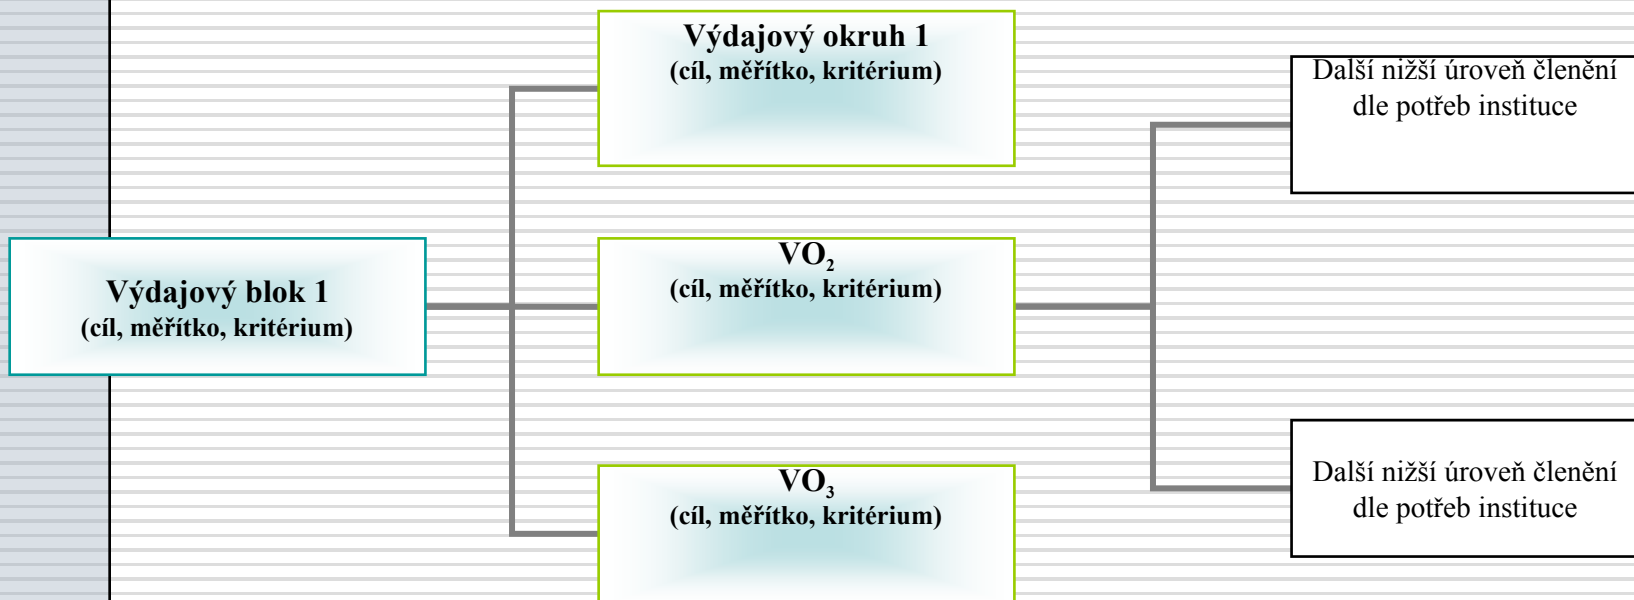 Výdajový blok 1
(cíl, měřítko, kritérium)
Výdajový okruh 1
(cíl, měřítko, kritérium)
VO₂
(cíl, měřítko, kritérium)
VO₃
(cíl, měřítko, kritérium)
Další nižší úroveň členění
dle potřeb instituce
Další nižší úroveň členění
dle potřeb instituce